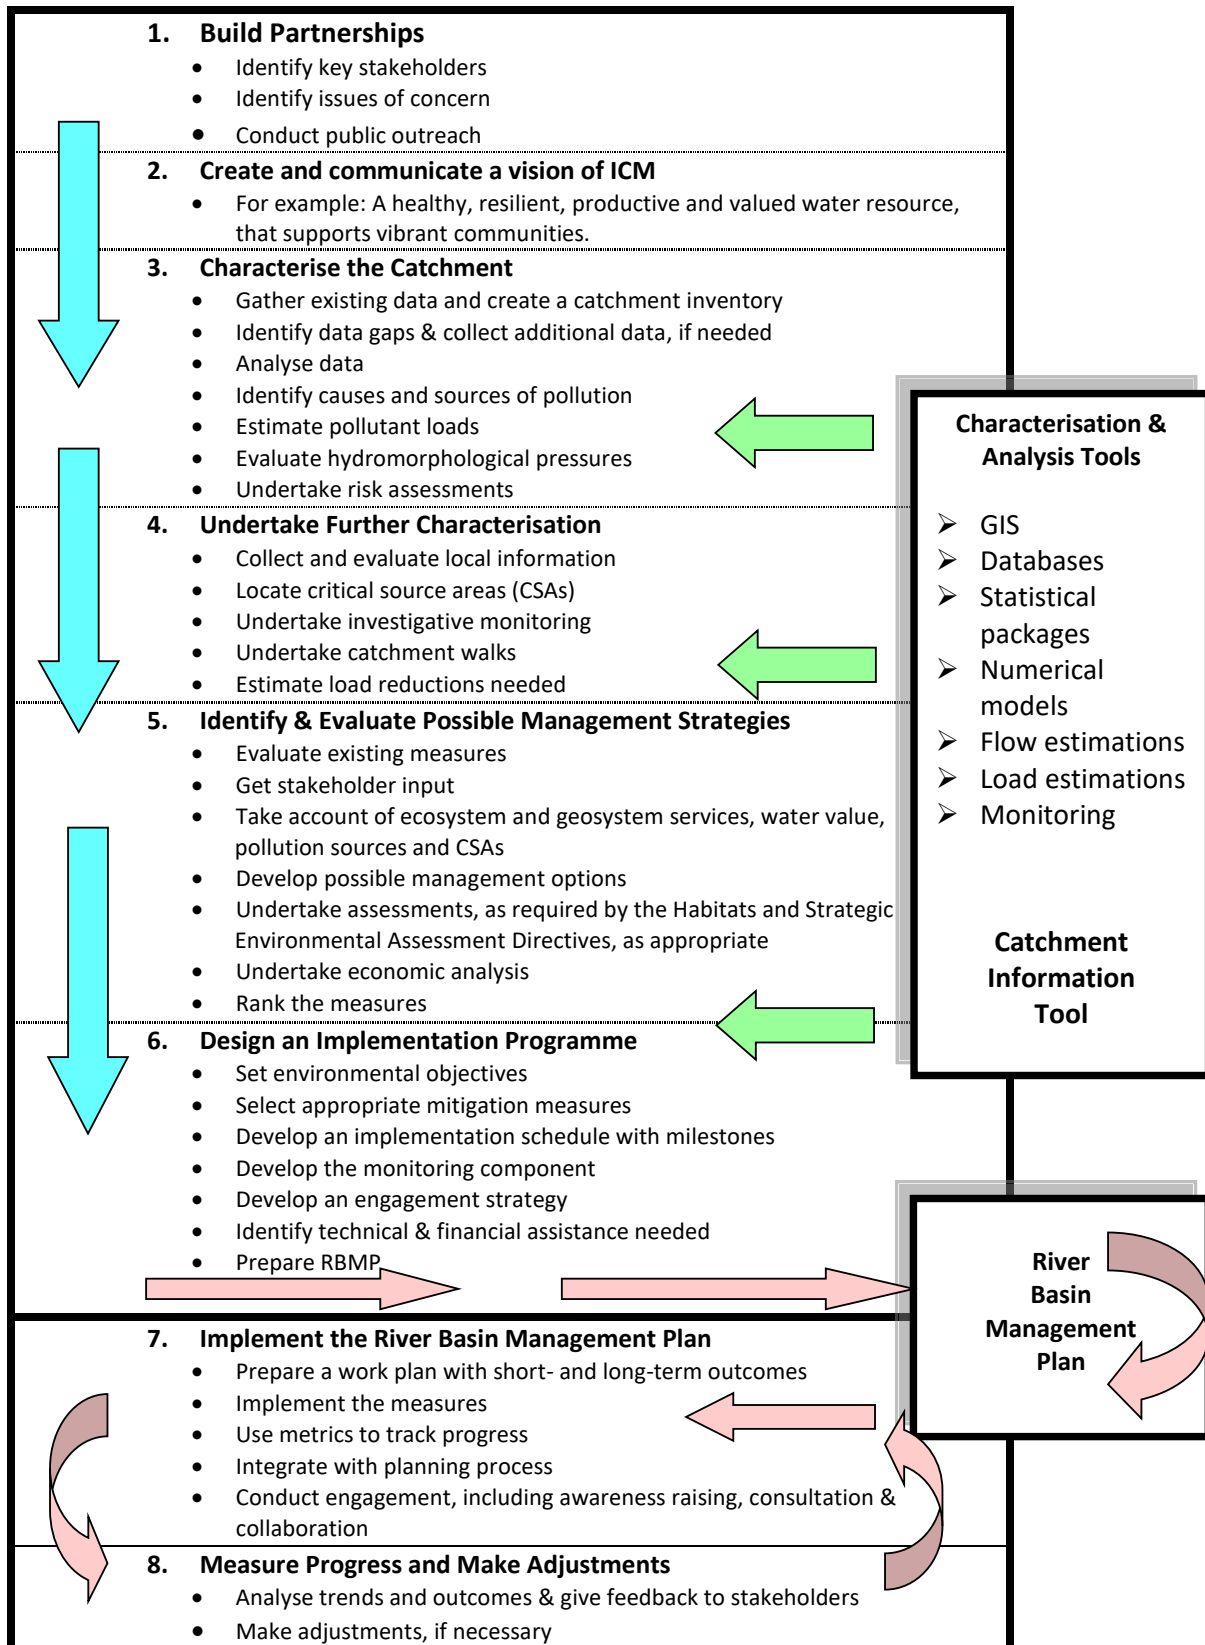 1. Build Partnerships
• Identify key stakeholders
• Identify issues of concern
• Conduct public outreach
2. Create and communicate a vision of ICM
• For example: A healthy, resilient, productive and valued water resource,
that supports vibrant communities.
3. Characterise the Catchment
• Gather existing data and create a catchment inventory
• Identify data gaps & collect additional data, if needed
• Analyse data
• Identify causes and sources of pollution
• Estimate pollutant loads
• Evaluate hydromorphological pressures
• Undertake risk assessments
4. Undertake Further Characterisation
• Collect and evaluate local information
• Locate critical source areas (CSAs)
• Undertake investigative monitoring
• Undertake catchment walks
• Estimate load reductions needed
5. Identify & Evaluate Possible Management Strategies
• Evaluate existing measures
• Get stakeholder input
• Take account of ecosystem and geosystem services, water value,
pollution sources and CSAs
• Develop possible management options
• Undertake assessments, as required by the Habitats and Strategic
Environmental Assessment Directives, as appropriate
• Undertake economic analysis
• Rank the measures
6. Design an Implementation Programme
• Set environmental objectives
• Select appropriate mitigation measures
• Develop an implementation schedule with milestones
• Develop the monitoring component
• Develop an engagement strategy
• Identify technical & financial assistance needed
• Prepare RBMP
7. Implement the River Basin Management Plan
• Prepare a work plan with short- and long-term outcomes
• Implement the measures
• Use metrics to track progress
• Integrate with planning process
• Conduct engagement, including awareness raising, consultation &
collaboration
8. Measure Progress and Make Adjustments
• Analyse trends and outcomes & give feedback to stakeholders
• Make adjustments, if necessary
Characterisation &
Analysis Tools
➢ GIS
➢ Databases
➢ Statistical
packages
➢ Numerical
models
➢ Flow estimations
➢ Load estimations
➢ Monitoring
Catchment
Information
Tool
River
Basin
Management
Plan